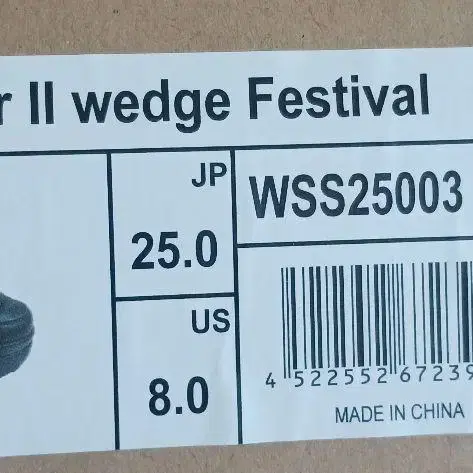 r II wedge Festival
JP
25.0
WSS25003
US
8.0
4 522552 67239
MADE IN CHINA